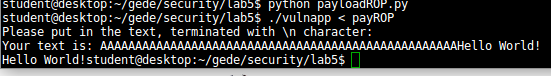 student@desktop:~/gede/security/lab5$ python payloadROP.py
student@desktop:~/gede/security/lab5$ ./vulnapp < payROP
Please put in the text, terminated with \n character:
Your text is: AAAAAAAAAAAAAAAAAAAAAAAAAAAAAAAAAAAAAAAAAAAAAAAAAAAHello World!
Hello World!student@desktop:~/gede/security/lab5$